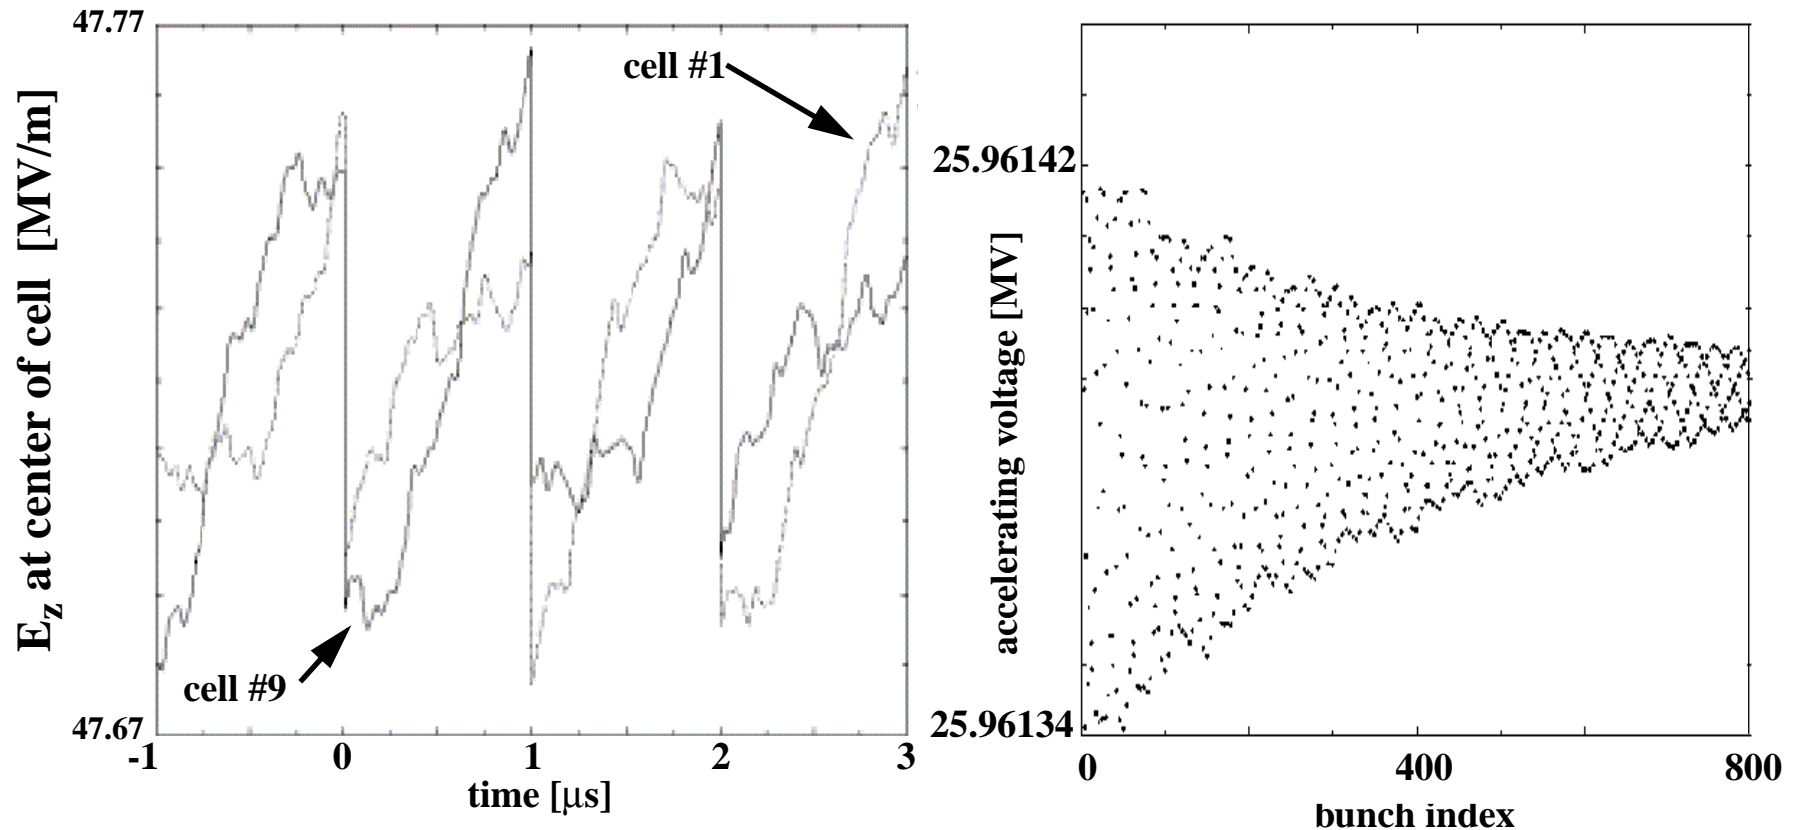 47.77
E_z at center of cell [MV/m]
cell #1
cell #9
47.67
-1 0 1 2 3
time [μs]
25.96142
accelerating voltage [MV]
25.96134
0 400 800
bunch index